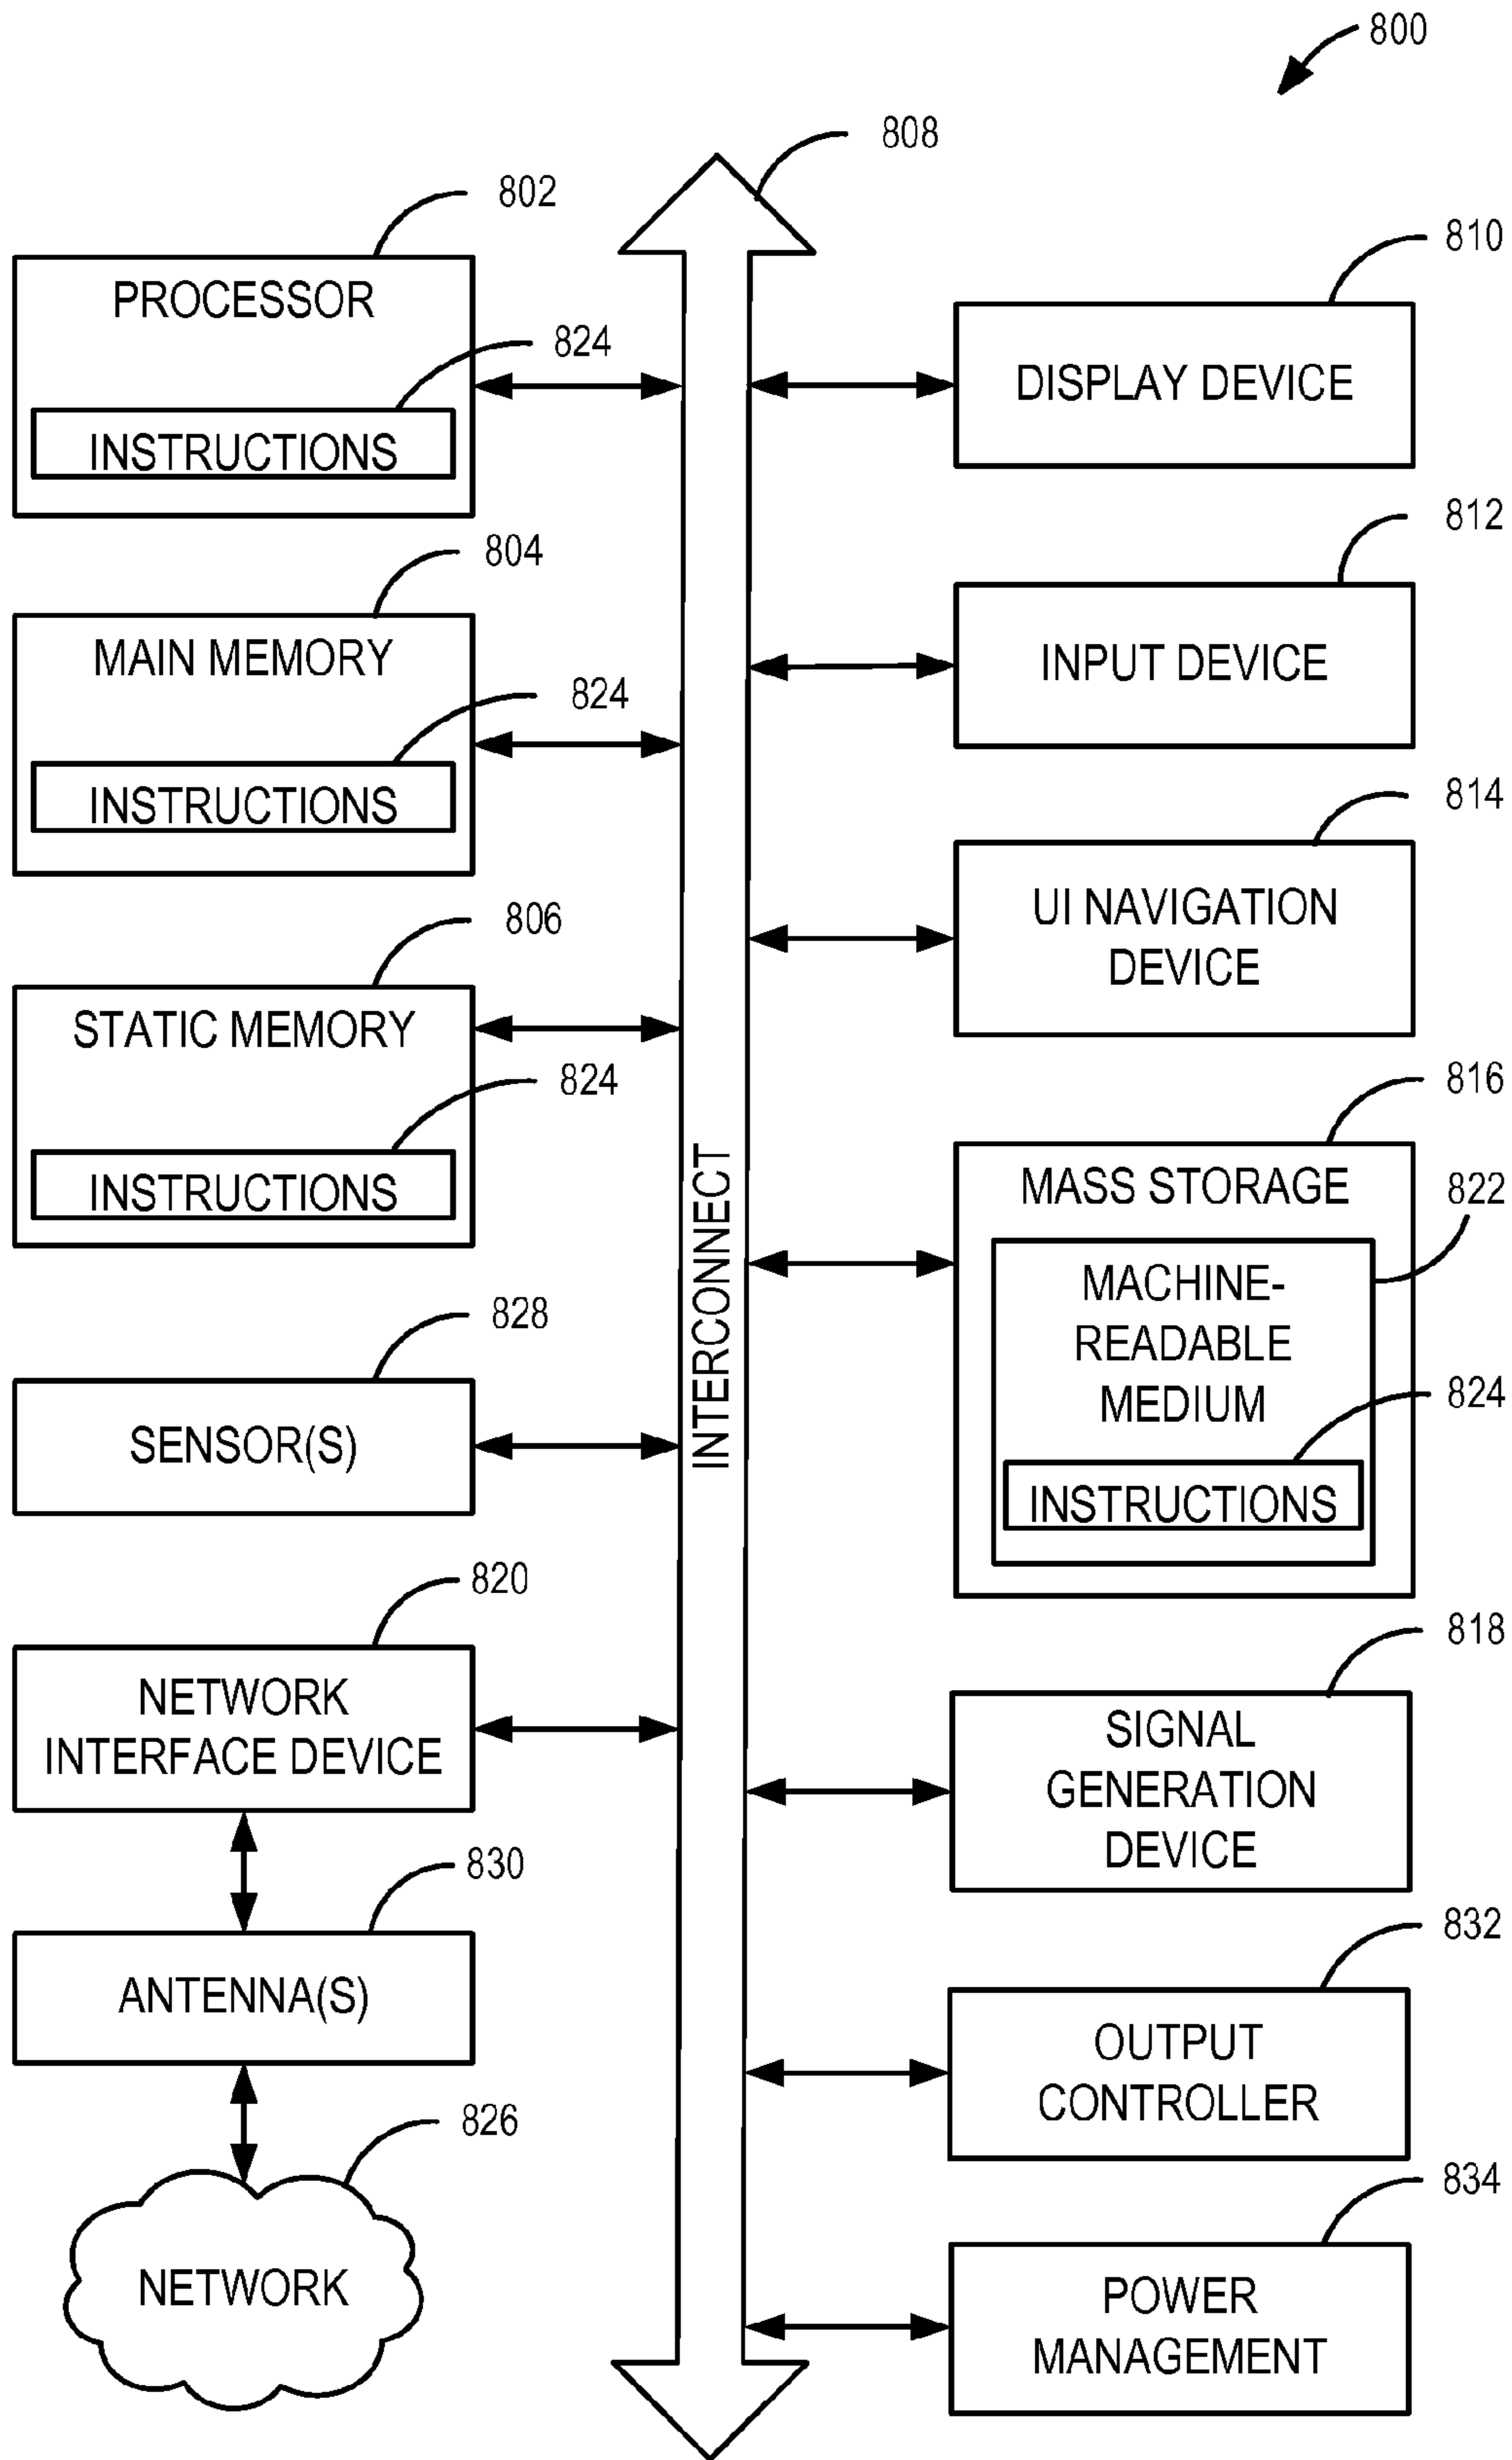 800
808
802
PROCESSOR
824
INSTRUCTIONS
804
MAIN MEMORY
824
INSTRUCTIONS
806
STATIC MEMORY
824
INSTRUCTIONS
828
SENSOR(S)
820
NETWORK
INTERFACE DEVICE
830
ANTENNA(S)
826
NETWORK
INTERCONNECT
810
DISPLAY DEVICE
812
INPUT DEVICE
814
UI NAVIGATION
DEVICE
816
MASS STORAGE
822
MACHINE-
READABLE
MEDIUM
824
INSTRUCTIONS
818
SIGNAL
GENERATION
DEVICE
832
OUTPUT
CONTROLLER
834
POWER
MANAGEMENT